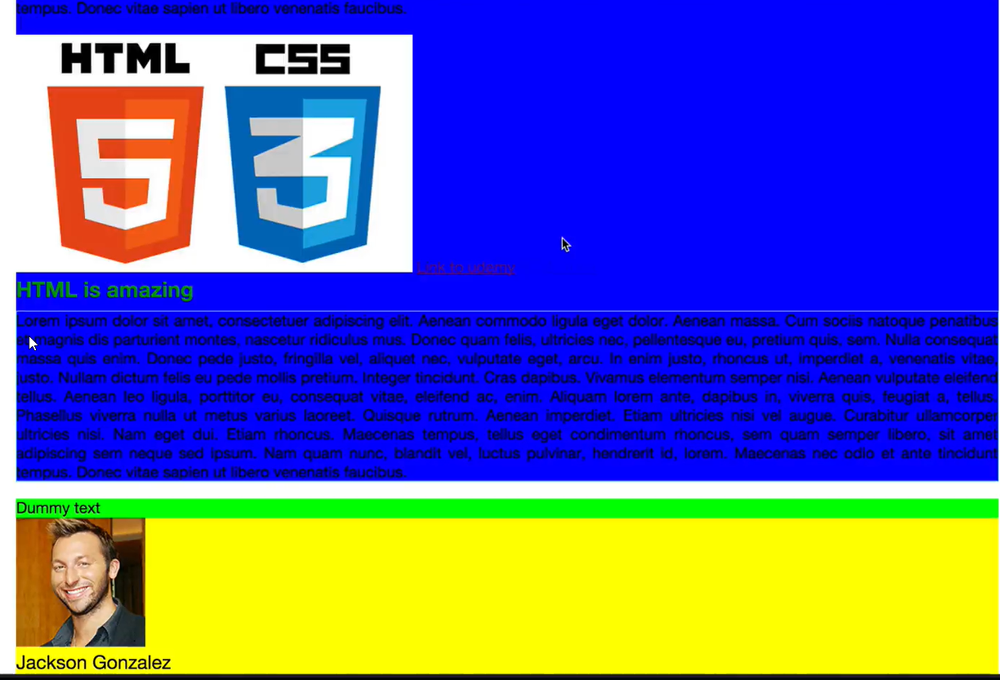 tempus. Donec vitae sapien ut libero venenatis faucibus.
HTML CSS
5 3
Link to udemy
HTML is amazing
Lorem ipsum dolor sit amet, consectetuer adipiscing elit. Aenean commodo ligula eget dolor. Aenean massa. Cum sociis natoque penatibus
et magnis dis parturient montes, nascetur ridiculus mus. Donec quam felis, ultricies nec, pellentesque eu, pretium quis, sem. Nulla consequat
massa quis enim. Donec pede justo, fringilla vel, aliquet nec, vulputate eget, arcu. In enim justo, rhoncus ut, imperdiet a, venenatis vitae,
justo. Nullam dictum felis eu pede mollis pretium. Integer tincidunt. Cras dapibus. Vivamus elementum semper nisi. Aenean vulputate eleifend
tellus. Aenean leo ligula, porttitor eu, consequat vitae, eleifend ac, enim. Aliquam lorem ante, dapibus in, viverra quis, feugiat a, tellus.
Phasellus viverra nulla ut metus varius laoreet. Quisque rutrum. Aenean imperdiet. Etiam ultricies nisi vel augue. Curabitur ullamcorper
ultricies nisi. Nam eget dui. Etiam rhoncus. Maecenas tempus, tellus eget condimentum rhoncus, sem quam semper libero, sit amet
adipiscing sem neque sed ipsum. Nam quam nunc, blandit vel, luctus pulvinar, hendrerit id, lorem. Maecenas nec odio et ante tincidunt
tempus. Donec vitae sapien ut libero venenatis faucibus.
Dummy text
Jackson Gonzalez